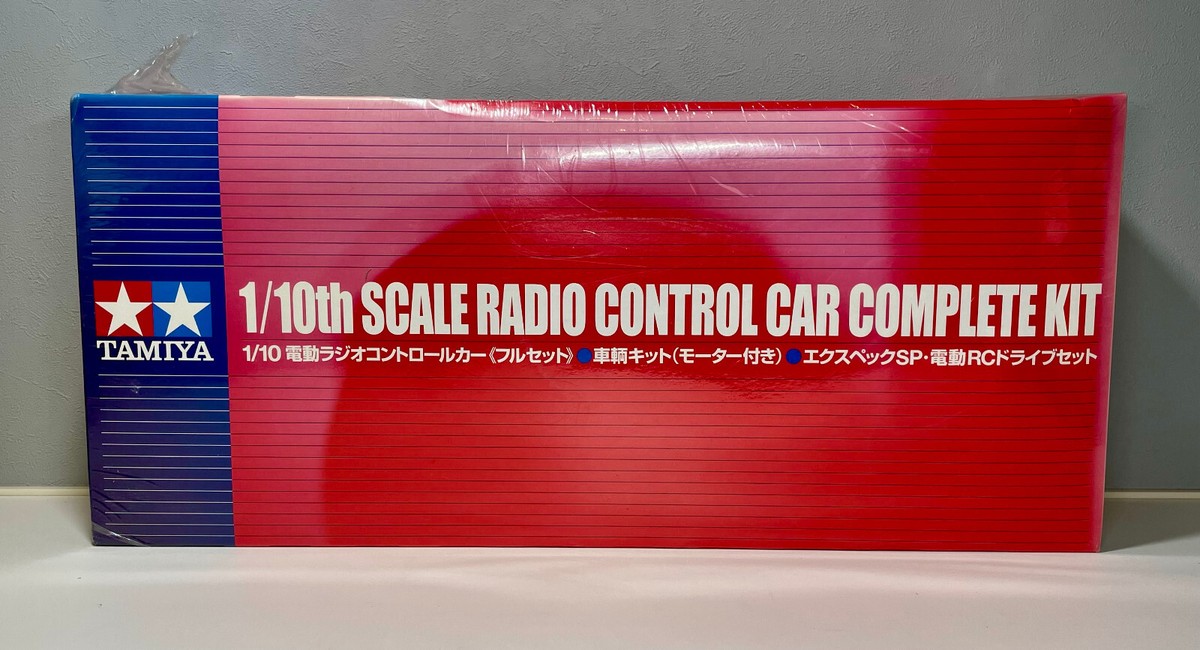 1/10th SCALE RADIO CONTROL CAR COMPLETE KIT
1/10 電動ラジオコントロールカー《フルセット》●車輌キット(モーター付き)●エクスペックSP・電動RCドライブセット
TAMIYA